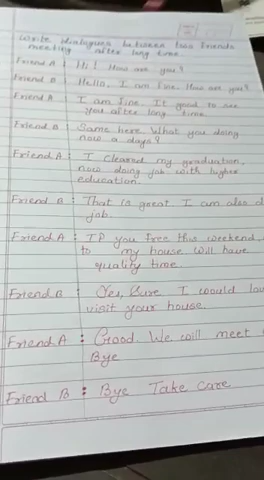 Write Dialogues between two friends
meeting after long time.
Friend A : Hi! How are you?
Friend B : Hello, I am fine. How are you?
Friend A : I am fine. It good to see
you after long time.
Friend B : Same here. What you doing
now a days?
Friend A : I cleared my graduation.
now doing job with higher
education.
Friend B : That is great. I am also d
job.
Friend A : If you free this weekend.
to my house will have
quality time.
Friend B : Yes, Sure. I would lov
visit your house.
Friend A : Good. We will meet
Bye
Friend B : Bye Take care